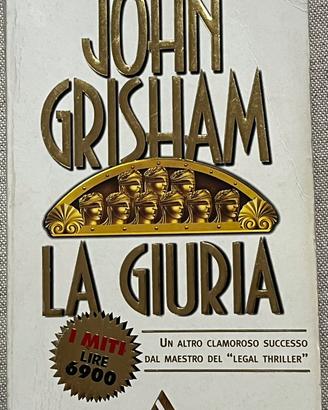 JOHN
GRISHAM
LA GIURIA
I MITI
LIRE
6900
UN ALTRO CLAMOROSO SUCCESSO
DAL MAESTRO DEL “LEGAL THRILLER”